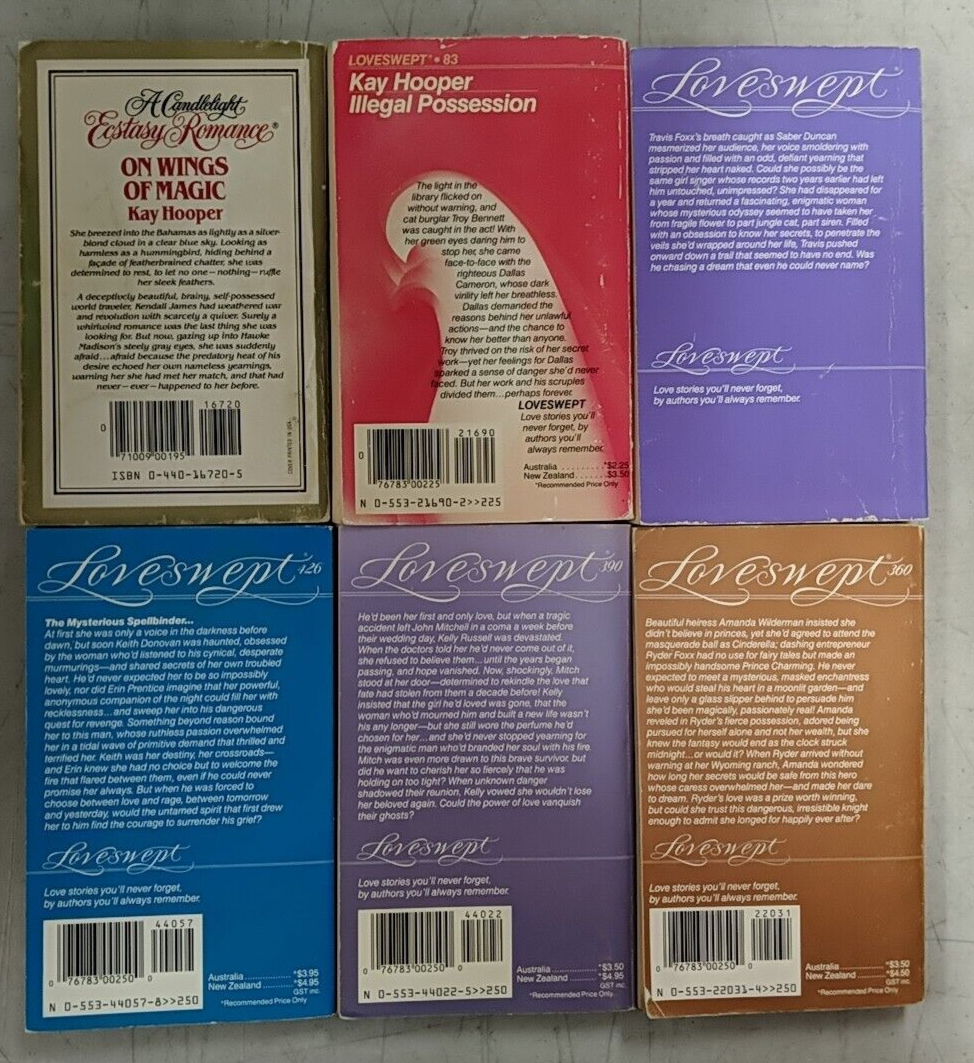 A Candlelight
Ecstasy Romance®
ON WINGS
OF MAGIC
Kay Hooper
She breezed into the Bahamas as lightly as a silver-
blond cloud in a clear blue sky. Looking as
harmless as a hummingbird, hiding behind a
façade of featherbrained chatter, she was
determined to rest, to let no one—nothing—ruffle
her sleek feathers.
A deceptively beautiful, brainy, self-possessed
world traveler, Kendall James had weathered war
and revolution with scarcely a quiver. Surely a
whirlwind romance was the last thing she was
looking for. But now, gazing up into Hawke
Madison's steely gray eyes, she was suddenly
afraid...afraid because the predatory heat of his
desire echoed her own nameless yearnings,
warning her she had met her match, and that had
never—ever—happened to her before.
16720
0
71009 00195
ISBN 0-440-16720-5
COVER PRINTED IN USA
LOVESWEPT® • 83
Kay Hooper
Illegal Possession
The light in the
library flicked on
without warning, and
cat burglar Troy Bennett
was caught in the act! With
her green eyes daring him to
stop her, she came
face-to-face with the
righteous Dallas
Cameron, whose dark
virility left her breathless.
Dallas demanded the
reasons behind her unlawful
actions—and the chance to
know her better than anyone.
Troy thrived on the risk of her secret
work—yet her feelings for Dallas
sparked a sense of danger she'd never
faced. But her work and his scruples
divided them...perhaps forever.
LOVESWEPT
Love stories you'll
never forget, by
authors you'll
always remember.
21690
0
76783 00225
Australia .......... *$2.25
New Zealand ....... $3.50
*Recommended Price Only
N 0-553-21690-2>>225
Loveswept®
Travis Foxx's breath caught as Saber Duncan
mesmerized her audience, her voice smoldering with
passion and filled with an odd, defiant yearning that
stripped her heart naked. Could she possibly be the
same girl singer whose records two years earlier had left
him untouched, unimpressed? She had disappeared for
a year and returned a fascinating, enigmatic woman
whose mysterious odyssey seemed to have taken her
from fragile flower to part jungle cat, part siren. Filled
with an obsession to know her secrets, to penetrate the
veils she'd wrapped around her life, Travis pushed
onward down a trail that seemed to have no end. Was
he chasing a dream that even he could never name?
Loveswept
Love stories you'll never forget,
by authors you'll always remember.
Loveswept® 426
The Mysterious Spellbinder...
At first she was only a voice in the darkness before
dawn, but soon Keith Donovan was haunted, obsessed
by the woman who'd listened to his cynical, desperate
murmurings—and shared secrets of her own troubled
heart. He'd never expected her to be so impossibly
lovely, nor did Erin Prentice imagine that her powerful,
anonymous companion of the night could fill her with
recklessness...and sweep her into his dangerous
quest for revenge. Something beyond reason bound
her to this man, whose ruthless passion overwhelmed
her in a tidal wave of primitive demand that thrilled and
terrified her. Keith was her destiny, her crossroads—
and Erin knew she had no choice but to welcome the
fire that flared between them, even if he could never
promise her always. But when he was forced to
choose between love and rage, between tomorrow
and yesterday, would the untamed spirit that first drew
her to him find the courage to surrender his grief?
Loveswept
Love stories you'll never forget,
by authors you'll always remember.
44057
0 76783 00250 0
Australia .............. *$3.95
New Zealand ......... *$4.95
GST inc.
*Recommended Price Only
N 0-553-44057-8>>250
Loveswept® 390
He'd been her first and only love, but when a tragic
accident left John Mitchell in a coma a week before
their wedding day, Kelly Russell was devastated.
When the doctors told her he'd never come out of it,
she refused to believe them...until the years began
passing, and hope vanished. Now, shockingly, Mitch
stood at her door—determined to rekindle the love that
fate had stolen from them a decade before! Kelly
insisted that the girl he'd loved was gone, that the
woman who'd mourned him and built a new life wasn't
his any longer—but she still wore the perfume he'd
chosen for her...and she'd never stopped yearning for
the enigmatic man who'd branded her soul with his fire.
Mitch was even more drawn to this brave survivor, but
did he want to cherish her so fiercely that he was
holding on too tight? When unknown danger
shadowed their reunion, Kelly vowed she wouldn't lose
her beloved again. Could the power of love vanquish
their ghosts?
Loveswept
Love stories you'll never forget,
by authors you'll always remember.
44022
0 76783 00250 0
Australia .............. *$3.50
New Zealand ......... *$4.95
GST inc.
*Recommended Price Only
N 0-553-44022-5>>250
Loveswept® 360
Beautiful heiress Amanda Wilderman insisted she
didn't believe in princes, yet she'd agreed to attend the
masquerade ball as Cinderella; dashing entrepreneur
Ryder Foxx had no use for fairy tales but made an
impossibly handsome Prince Charming. He never
expected to meet a mysterious, masked enchantress
who would steal his heart in a moonlit garden—and
leave only a glass slipper behind to persuade him
she'd been magically, passionately real! Amanda
reveled in Ryder's fierce possession, adored being
pursued for herself alone and not her wealth, but she
knew the fantasy would end as the clock struck
midnight...or would it? When Ryder arrived without
warning at her Wyoming ranch, Amanda wondered
how long her secrets would be safe from this hero
whose caress overwhelmed her—and made her dare
to dream. Ryder's love was a prize worth winning,
but could she trust this dangerous, irresistible knight
enough to admit she longed for happily ever after?
Loveswept
Love stories you'll never forget,
by authors you'll always remember.
22031
0 76783 00250 0
Australia .............. *$3.50
New Zealand ......... *$4.50
GST inc.
*Recommended Price Only
N 0-553-22031-4>>250